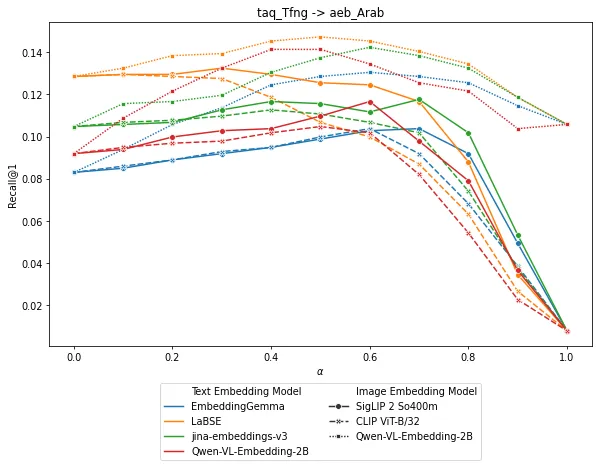 taq_Tfng -> aeb_Arab
Recall@1
0.14
0.12
0.10
0.08
0.06
0.04
0.02
0.0 0.2 0.4 0.6 0.8 1.0
α
Text Embedding Model
EmbeddingGemma
LaBSE
jina-embeddings-v3
Qwen-VL-Embedding-2B
Image Embedding Model
SigLIP 2 So400m
CLIP ViT-B/32
Qwen-VL-Embedding-2B